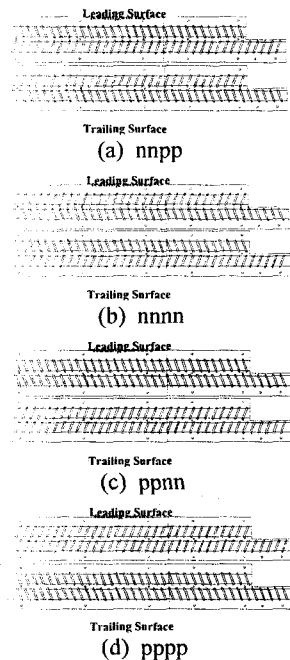 Leading Surface
Trailing Surface
(a) nnpp
Leading Surface
Trailing Surface
(b) nnnn
Leading Surface
Trailing Surface
(c) ppnn
Leading Surface
Trailing Surface
(d) pppp